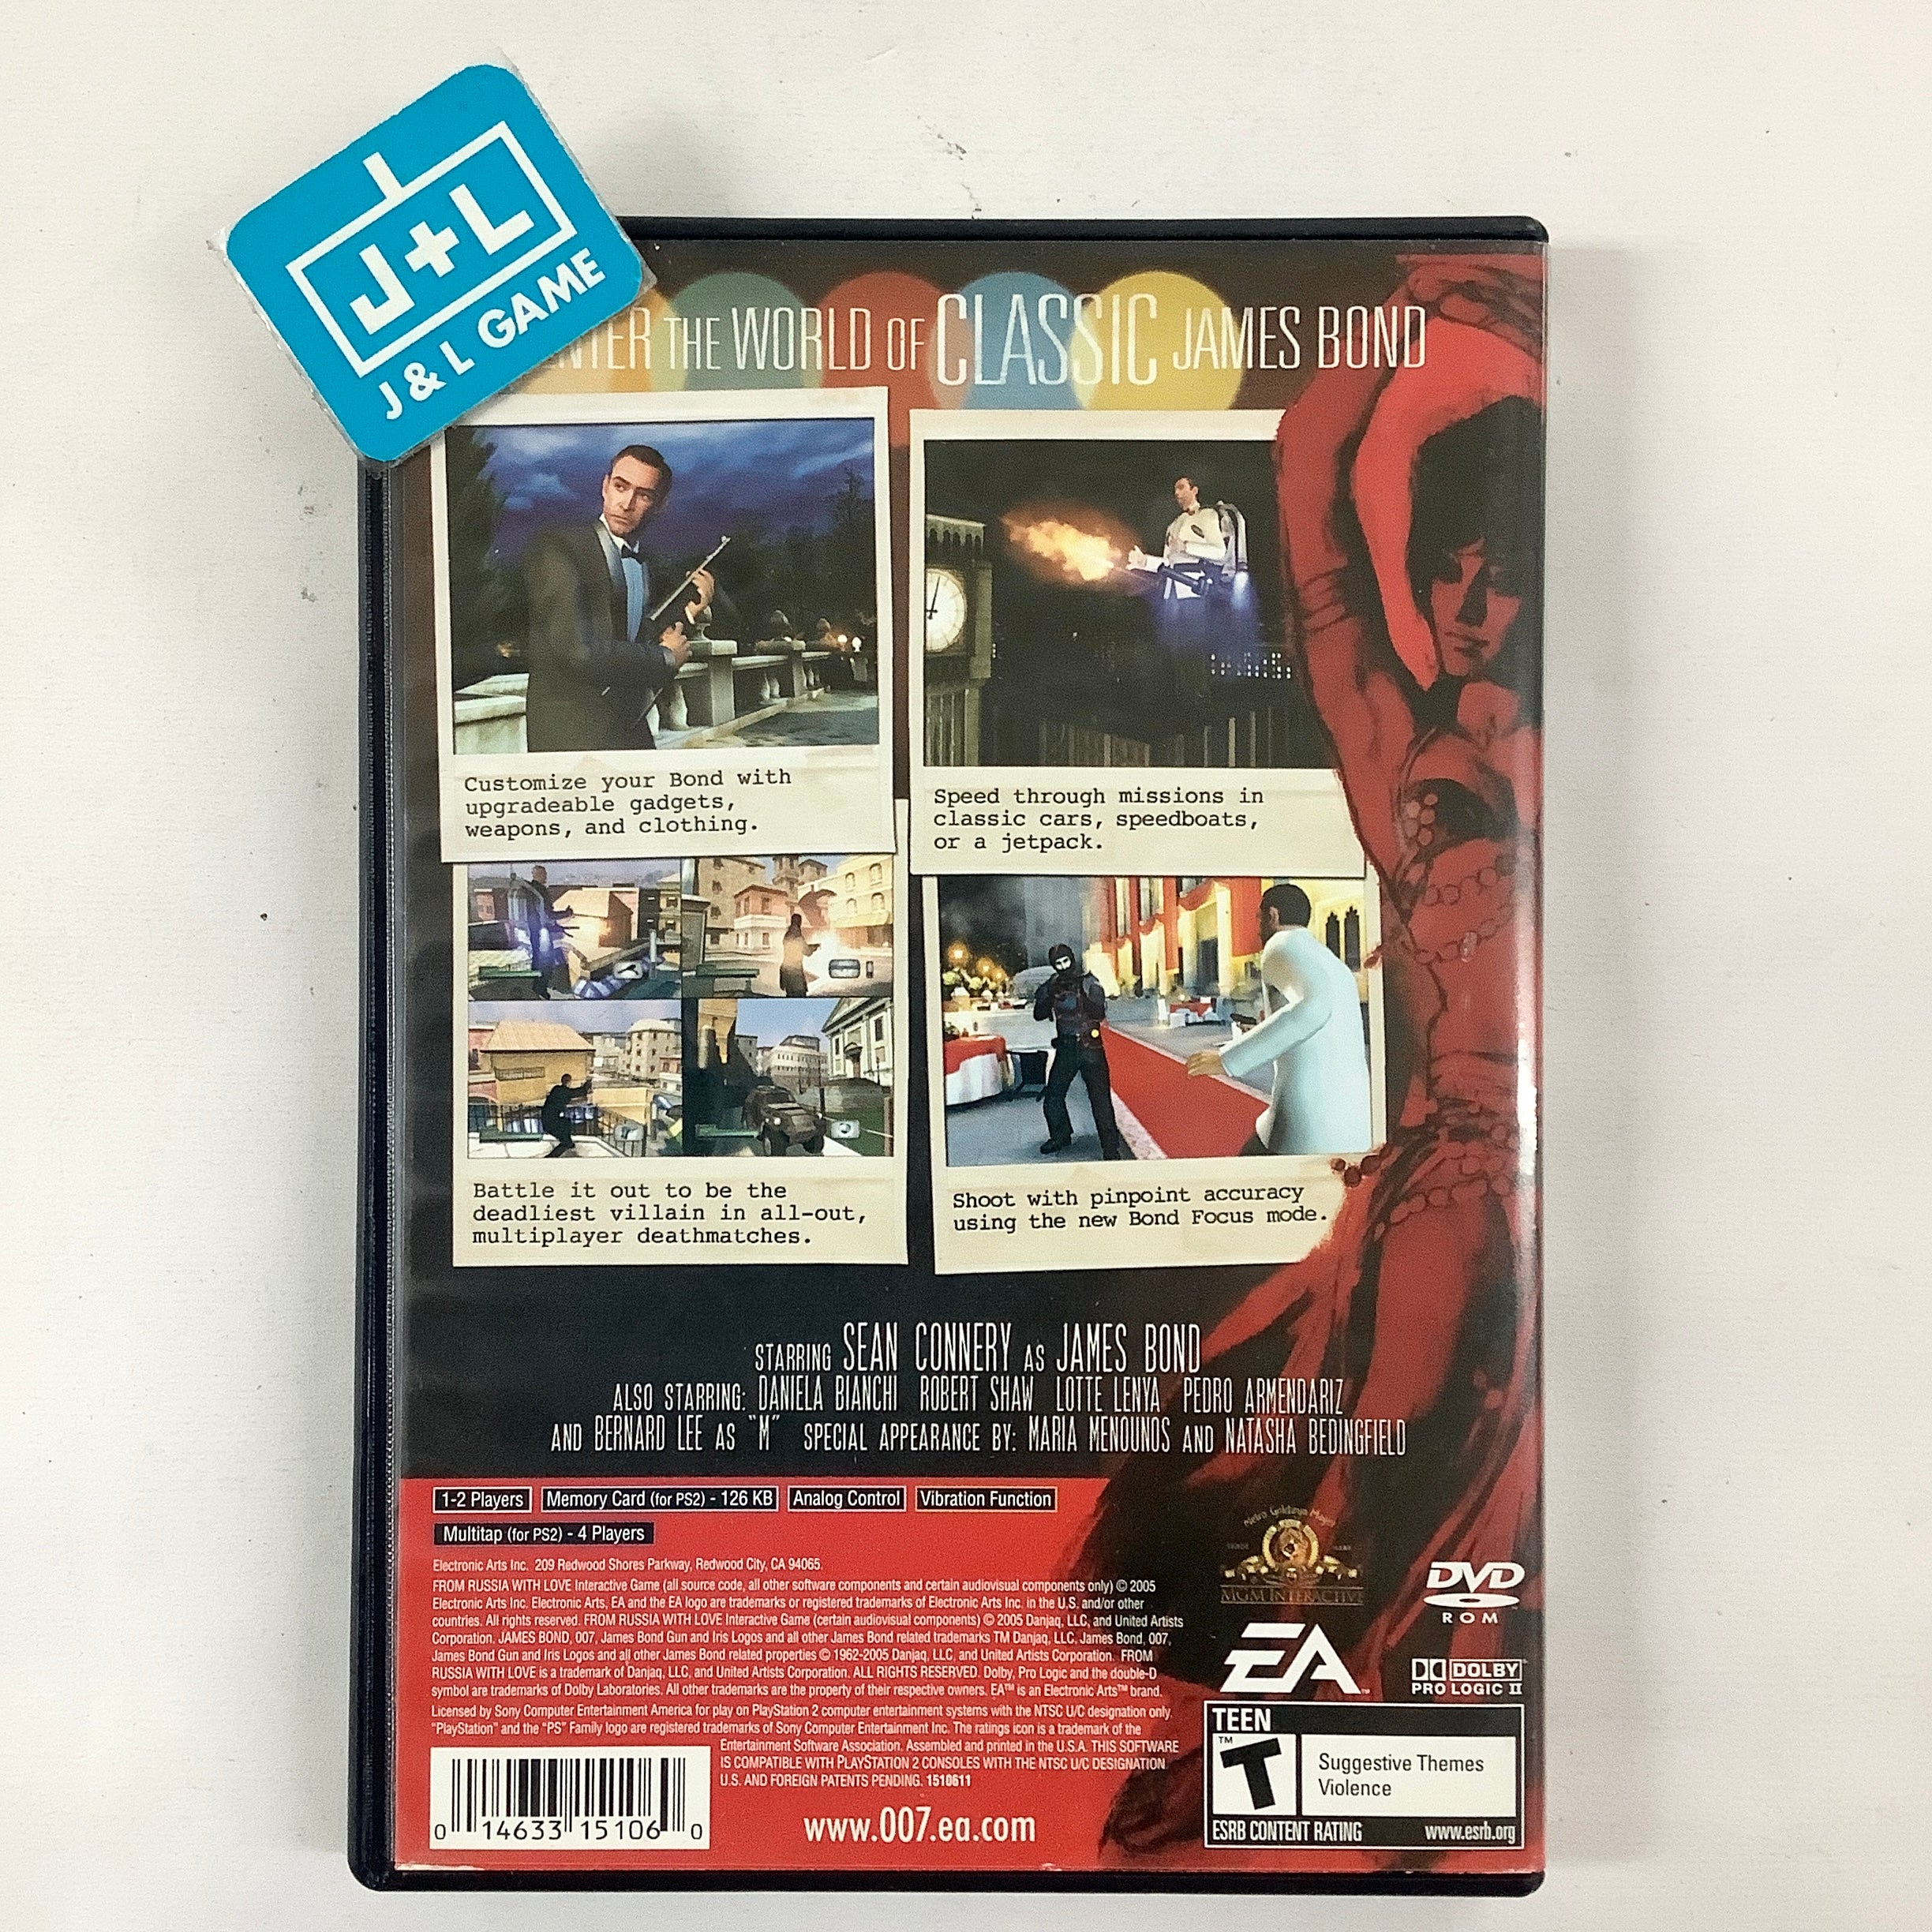 J+L
J & L GAME
THE WORLD OF CLASSIC JAMES BOND
Customize your Bond with
upgradeable gadgets,
weapons, and clothing.
Speed through missions in
classic cars, speedboats,
or a jetpack.
Battle it out to be the
deadliest villain in all-out,
multiplayer deathmatches.
Shoot with pinpoint accuracy
using the new Bond Focus mode.
STARRING SEAN CONNERY AS JAMES BOND
ALSO STARRING: DANIELA BIANCHI ROBERT SHAW LOTTE LENYA PEDRO ARMENDARIZ
AND BERNARD LEE AS "M" SPECIAL APPEARANCE BY: MARIA MENOUNOS AND NATASHA BEDINGFIELD
1-2 Players Memory Card (for PS2) - 126 KB Analog Control Vibration Function
Multitap (for PS2) - 4 Players
Electronic Arts Inc. 209 Redwood Shores Parkway, Redwood City, CA 94065.
FROM RUSSIA WITH LOVE Interactive Game (all source code, all other software components and certain audiovisual components only) © 2005
Electronic Arts Inc. Electronic Arts, EA and the EA logo are trademarks or registered trademarks of Electronic Arts Inc. in the U.S. and/or other
countries. All rights reserved. FROM RUSSIA WITH LOVE Interactive Game (certain audiovisual components) © 2005 Danjaq, LLC, and United Artists
Corporation. JAMES BOND, 007, James Bond Gun and Iris Logos and all other James Bond related trademarks TM Danjaq, LLC. James Bond, 007,
James Bond Gun and Iris Logos and all other James Bond related properties © 1962-2005 Danjaq, LLC, and United Artists Corporation. FROM
RUSSIA WITH LOVE is a trademark of Danjaq, LLC, and United Artists Corporation. ALL RIGHTS RESERVED. Dolby, Pro Logic and the double-D
symbol are trademarks of Dolby Laboratories. All other trademarks are the property of their respective owners. EA™ is an Electronic Arts™ brand.
Licensed by Sony Computer Entertainment America for play on PlayStation 2 computer entertainment systems with the NTSC U/C designation only.
"PlayStation" and the "PS" Family logo are registered trademarks of Sony Computer Entertainment Inc. The ratings icon is a trademark of the
Entertainment Software Association. Assembled and printed in the U.S.A. THIS SOFTWARE
IS COMPATIBLE WITH PLAYSTATION 2 CONSOLES WITH THE NTSC U/C DESIGNATION
U.S. AND FOREIGN PATENTS PENDING. 1510611
0 14633 15106 0
www.007.ea.com
Metro Goldwyn Mayer
TRADE MARK
MGM INTERACTIVE
DVD
ROM
EA™
DOLBY
PRO LOGIC II
TEEN
T™
Suggestive Themes
Violence
ESRB CONTENT RATING www.esrb.org